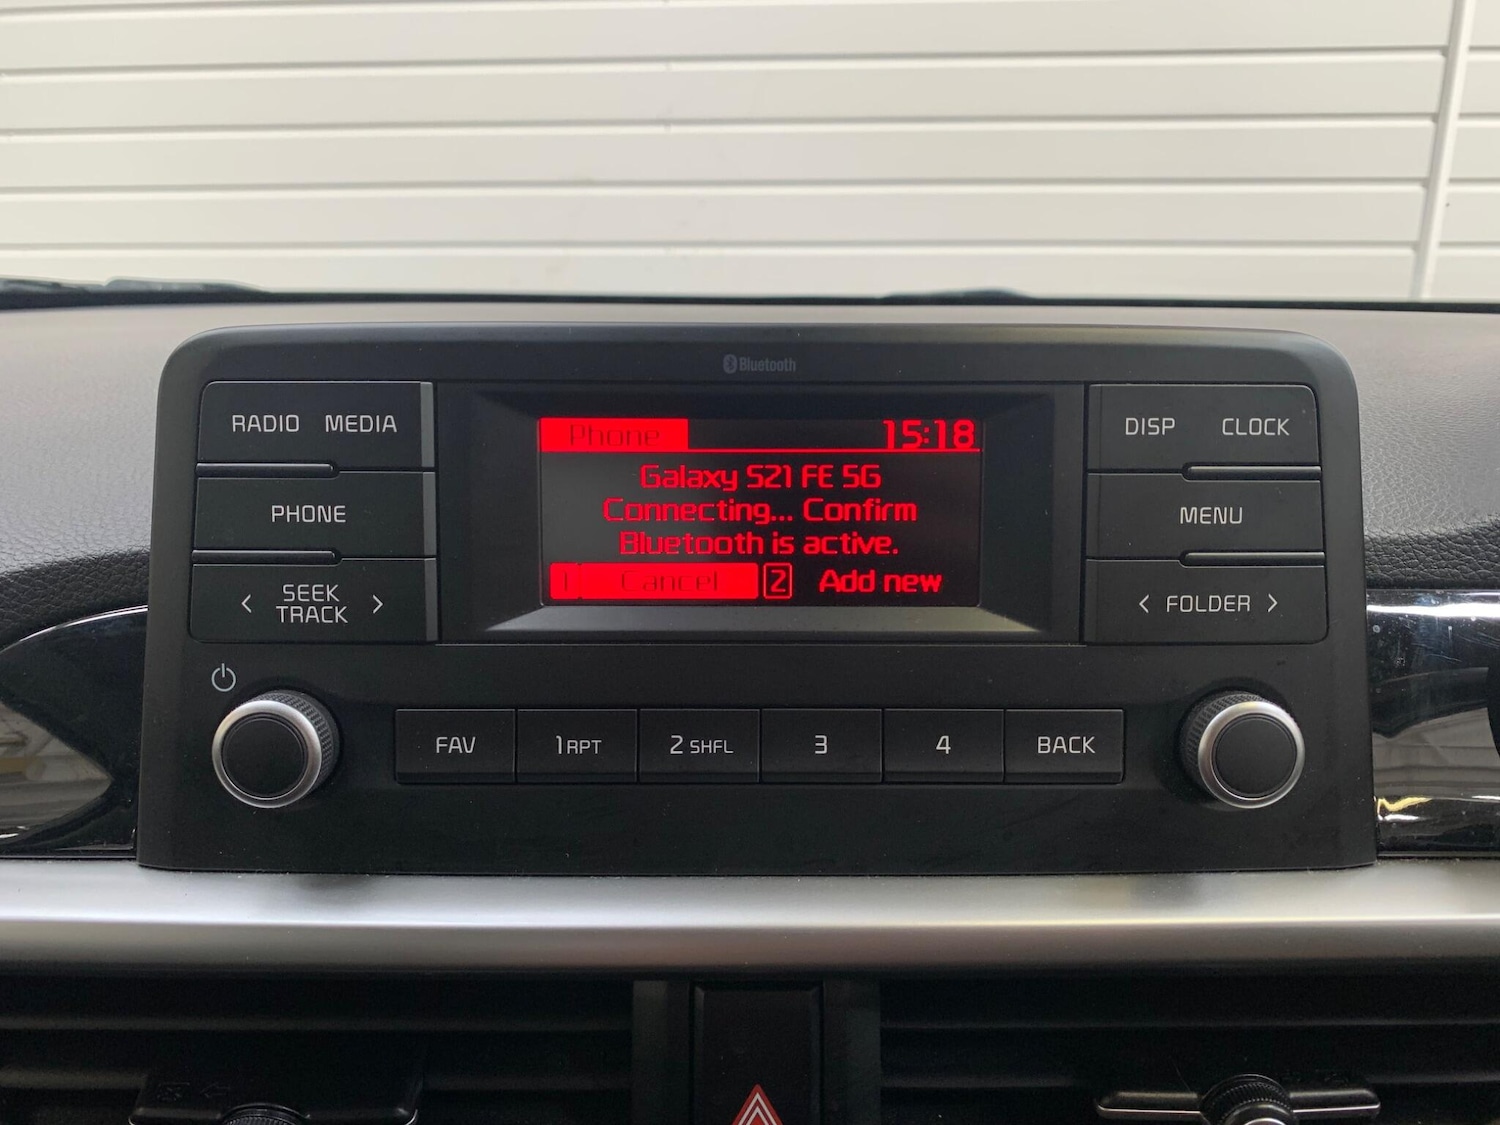 Bluetooth
RADIO MEDIA
PHONE
SEEK
TRACK
Phone 15:18
Galaxy S21 FE 5G
Connecting... Confirm
Bluetooth is active.
1 Cancel 2 Add new
DISP CLOCK
MENU
FOLDER
FAV 1 RPT 2 SHFL 3 4 BACK